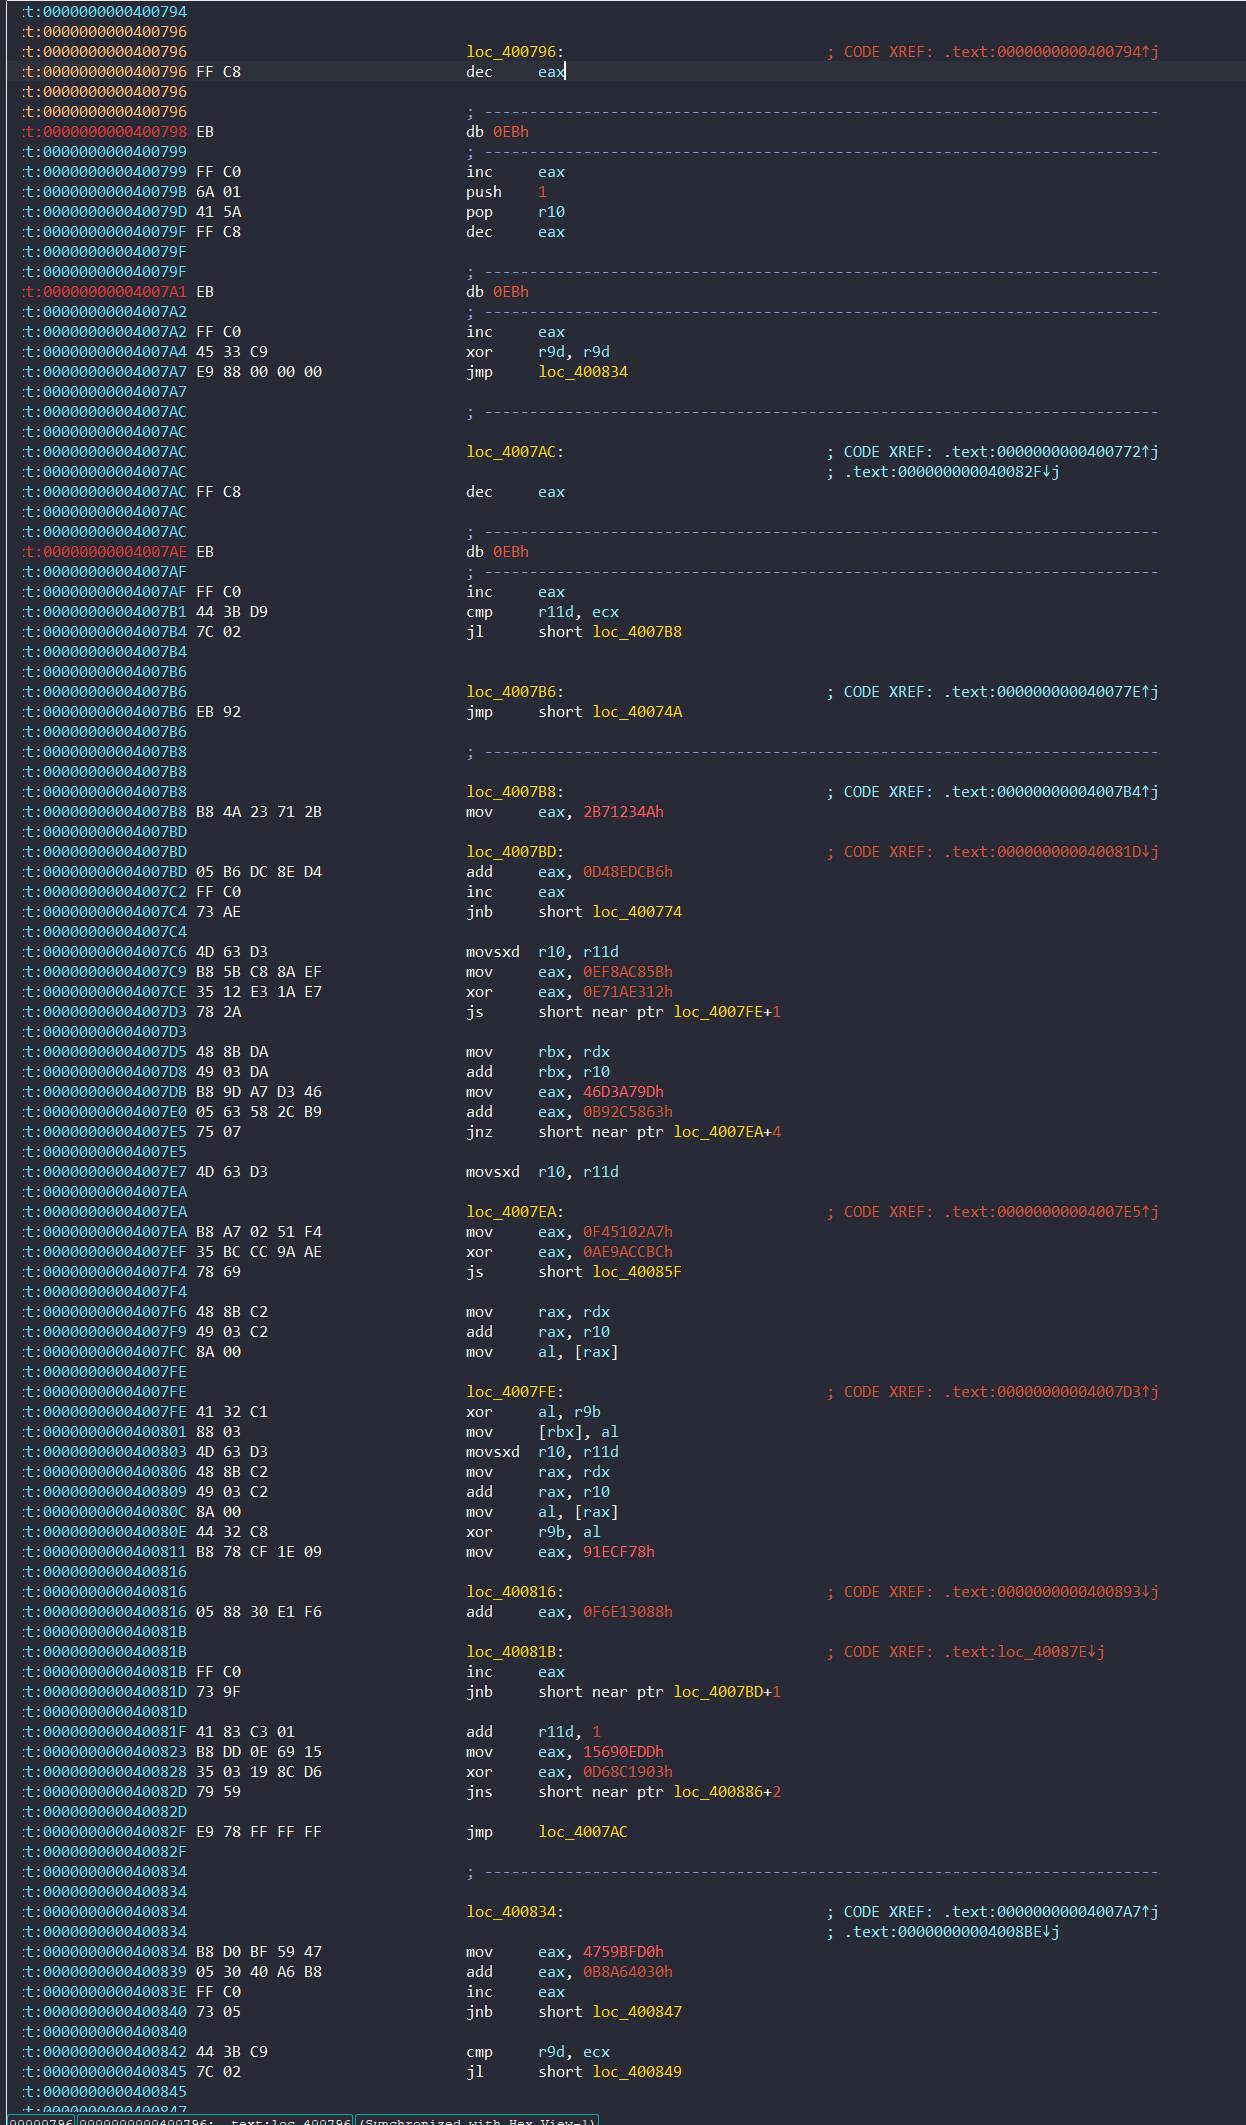 :t:0000000000400794
:t:0000000000400796
:t:0000000000400796 loc_400796: ; CODE XREF: .text:0000000000400794↑j
:t:0000000000400796 FF C8 dec eax
:t:0000000000400796
:t:0000000000400796 ; ---------------------------------------------------------------------------
:t:0000000000400798 EB db 0EBh
:t:0000000000400799 ; ---------------------------------------------------------------------------
:t:0000000000400799 FF C0 inc eax
:t:000000000040079B 6A 01 push 1
:t:000000000040079D 41 5A pop r10
:t:000000000040079F FF C8 dec eax
:t:000000000040079F
:t:000000000040079F ; ---------------------------------------------------------------------------
:t:00000000004007A1 EB db 0EBh
:t:00000000004007A2 ; ---------------------------------------------------------------------------
:t:00000000004007A2 FF C0 inc eax
:t:00000000004007A4 45 33 C9 xor r9d, r9d
:t:00000000004007A7 E9 88 00 00 00 jmp loc_400834
:t:00000000004007A7
:t:00000000004007AC ; ---------------------------------------------------------------------------
:t:00000000004007AC
:t:00000000004007AC loc_4007AC: ; CODE XREF: .text:0000000000400772↑j
:t:00000000004007AC ; .text:000000000040082F↓j
:t:00000000004007AC FF C8 dec eax
:t:00000000004007AC
:t:00000000004007AC ; ---------------------------------------------------------------------------
:t:00000000004007AE EB db 0EBh
:t:00000000004007AF ; ---------------------------------------------------------------------------
:t:00000000004007AF FF C0 inc eax
:t:00000000004007B1 44 3B D9 cmp r11d, ecx
:t:00000000004007B4 7C 02 jl short loc_4007B8
:t:00000000004007B4
:t:00000000004007B6
:t:00000000004007B6 loc_4007B6: ; CODE XREF: .text:000000000040077E↑j
:t:00000000004007B6 EB 92 jmp short loc_40074A
:t:00000000004007B6
:t:00000000004007B8 ; ---------------------------------------------------------------------------
:t:00000000004007B8
:t:00000000004007B8 loc_4007B8: ; CODE XREF: .text:00000000004007B4↑j
:t:00000000004007B8 B8 4A 23 71 2B mov eax, 2B71234Ah
:t:00000000004007BD
:t:00000000004007BD loc_4007BD: ; CODE XREF: .text:000000000040081D↓j
:t:00000000004007BD 05 B6 DC 8E D4 add eax, 0D48EDCB6h
:t:00000000004007C2 FF C0 inc eax
:t:00000000004007C4 73 AE jnb short loc_400774
:t:00000000004007C4
:t:00000000004007C6 4D 63 D3 movsxd r10, r11d
:t:00000000004007C9 B8 5B C8 8A EF mov eax, 0EF8AC85Bh
:t:00000000004007CE 35 12 E3 1A E7 xor eax, 0E71AE312h
:t:00000000004007D3 78 2A js short near ptr loc_4007FE+1
:t:00000000004007D3
:t:00000000004007D5 48 8B DA mov rbx, rdx
:t:00000000004007D8 49 03 DA add rbx, r10
:t:00000000004007DB B8 9D A7 D3 46 mov eax, 46D3A79Dh
:t:00000000004007E0 05 63 58 2C B9 add eax, 0B92C5863h
:t:00000000004007E5 75 07 jnz short near ptr loc_4007EA+4
:t:00000000004007E5
:t:00000000004007E7 4D 63 D3 movsxd r10, r11d
:t:00000000004007EA
:t:00000000004007EA loc_4007EA: ; CODE XREF: .text:00000000004007E5↑j
:t:00000000004007EA B8 A7 02 51 F4 mov eax, 0F45102A7h
:t:00000000004007EF 35 BC CC 9A AE xor eax, 0AE9ACCBCh
:t:00000000004007F4 78 69 js short loc_40085F
:t:00000000004007F4
:t:00000000004007F6 48 8B C2 mov rax, rdx
:t:00000000004007F9 49 03 C2 add rax, r10
:t:00000000004007FC 8A 00 mov al, [rax]
:t:00000000004007FE
:t:00000000004007FE loc_4007FE: ; CODE XREF: .text:00000000004007D3↑j
:t:00000000004007FE 41 32 C1 xor al, r9b
:t:0000000000400801 88 03 mov [rbx], al
:t:0000000000400803 4D 63 D3 movsxd r10, r11d
:t:0000000000400806 48 8B C2 mov rax, rdx
:t:0000000000400809 49 03 C2 add rax, r10
:t:000000000040080C 8A 00 mov al, [rax]
:t:000000000040080E 44 32 C8 xor r9b, al
:t:0000000000400811 B8 78 CF 1E 09 mov eax, 91ECF78h
:t:0000000000400816
:t:0000000000400816 loc_400816: ; CODE XREF: .text:0000000000400893↓j
:t:0000000000400816 05 88 30 E1 F6 add eax, 0F6E13088h
:t:000000000040081B
:t:000000000040081B loc_40081B: ; CODE XREF: .text:loc_40087E↓j
:t:000000000040081B FF C0 inc eax
:t:000000000040081D 73 9F jnb short near ptr loc_4007BD+1
:t:000000000040081D
:t:000000000040081F 41 83 C3 01 add r11d, 1
:t:0000000000400823 B8 DD 0E 69 15 mov eax, 15690EDDh
:t:0000000000400828 35 03 19 8C D6 xor eax, 0D68C1903h
:t:000000000040082D 79 59 jns short near ptr loc_400886+2
:t:000000000040082D
:t:000000000040082F E9 78 FF FF FF jmp loc_4007AC
:t:000000000040082F
:t:0000000000400834 ; ---------------------------------------------------------------------------
:t:0000000000400834
:t:0000000000400834 loc_400834: ; CODE XREF: .text:00000000004007A7↑j
:t:0000000000400834 ; .text:00000000004008BE↓j
:t:0000000000400834 B8 D0 BF 59 47 mov eax, 4759BFD0h
:t:0000000000400839 05 30 40 A6 B8 add eax, 0B8A64030h
:t:000000000040083E FF C0 inc eax
:t:0000000000400840 73 05 jnb short loc_400847
:t:0000000000400840
:t:0000000000400842 44 3B C9 cmp r9d, ecx
:t:0000000000400845 7C 02 jl short loc_400849
:t:0000000000400845
:t:0000000000400847
00000796 0000000000400796: .text:loc_400796 (Synchronized with Hex View-1)